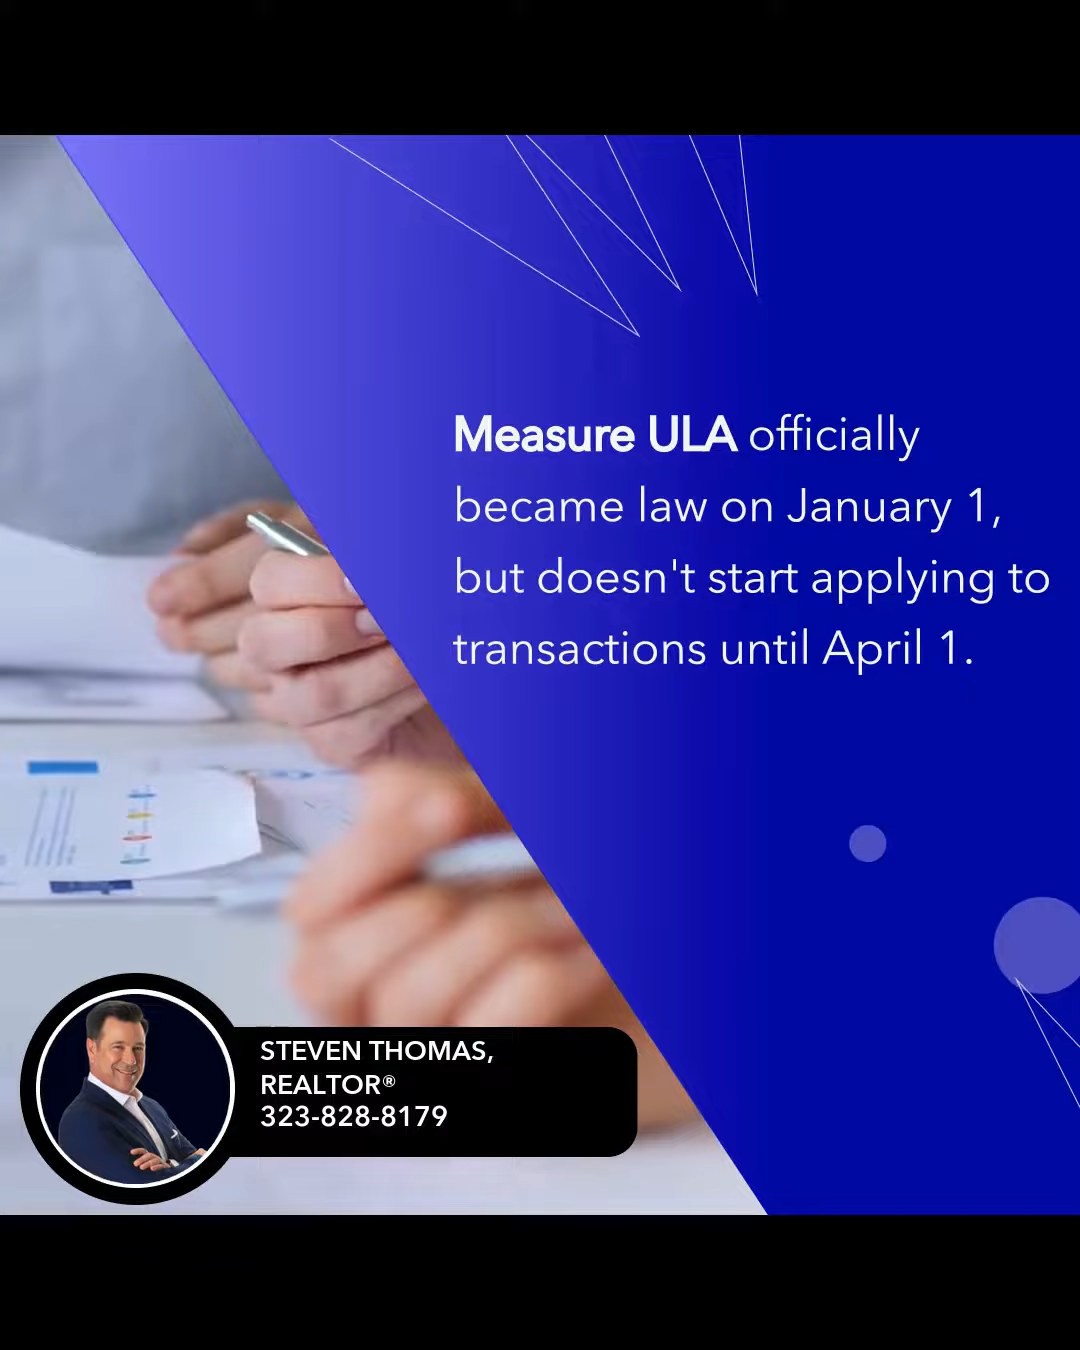 Measure ULA officially
became law on January 1,
but doesn't start applying to
transactions until April 1.
STEVEN THOMAS,
REALTOR®
323-828-8179